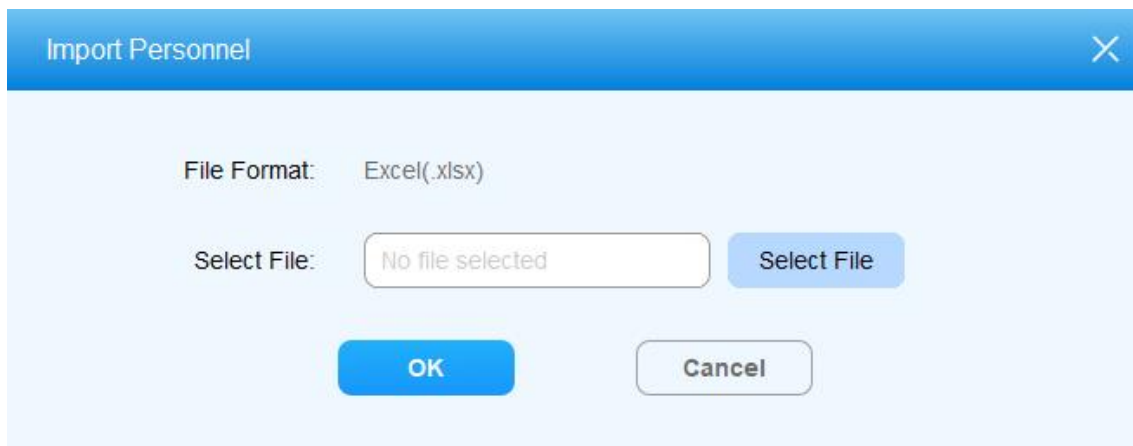 Import Personnel
File Format: Excel(.xlsx)
Select File: No file selected Select File
OK Cancel